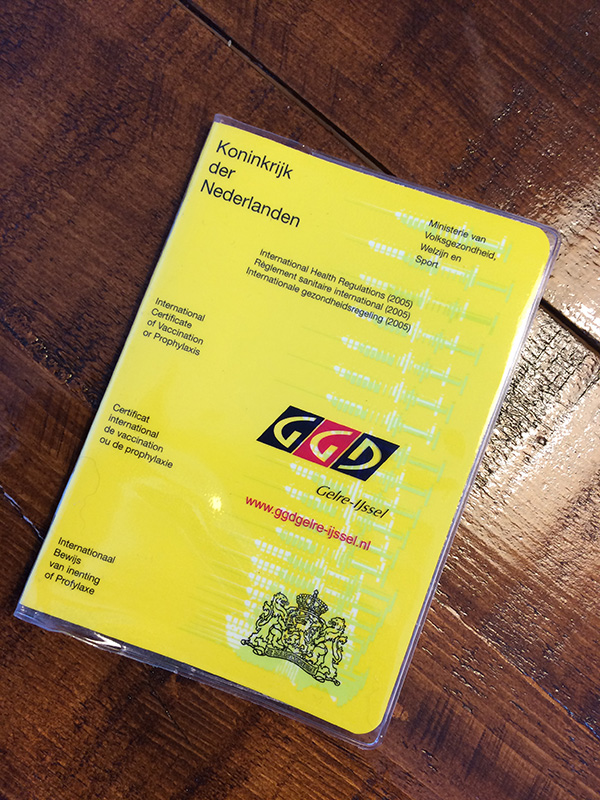 Koninkrijk
der
Nederlanden
Ministerie van
Volksgezondheid,
Welzijn en
Sport
International Health Regulations (2005)
Règlement sanitaire international (2005)
Internationale gezondheidsregeling (2005)
International
Certificate
of Vaccination
or Prophylaxis
Certificat
international
de vaccination
ou de prophylaxie
GGD
Gelre-IJssel
www.ggdgelre-ijssel.nl
Internationaal
Bewijs
van inenting
of Profylaxe